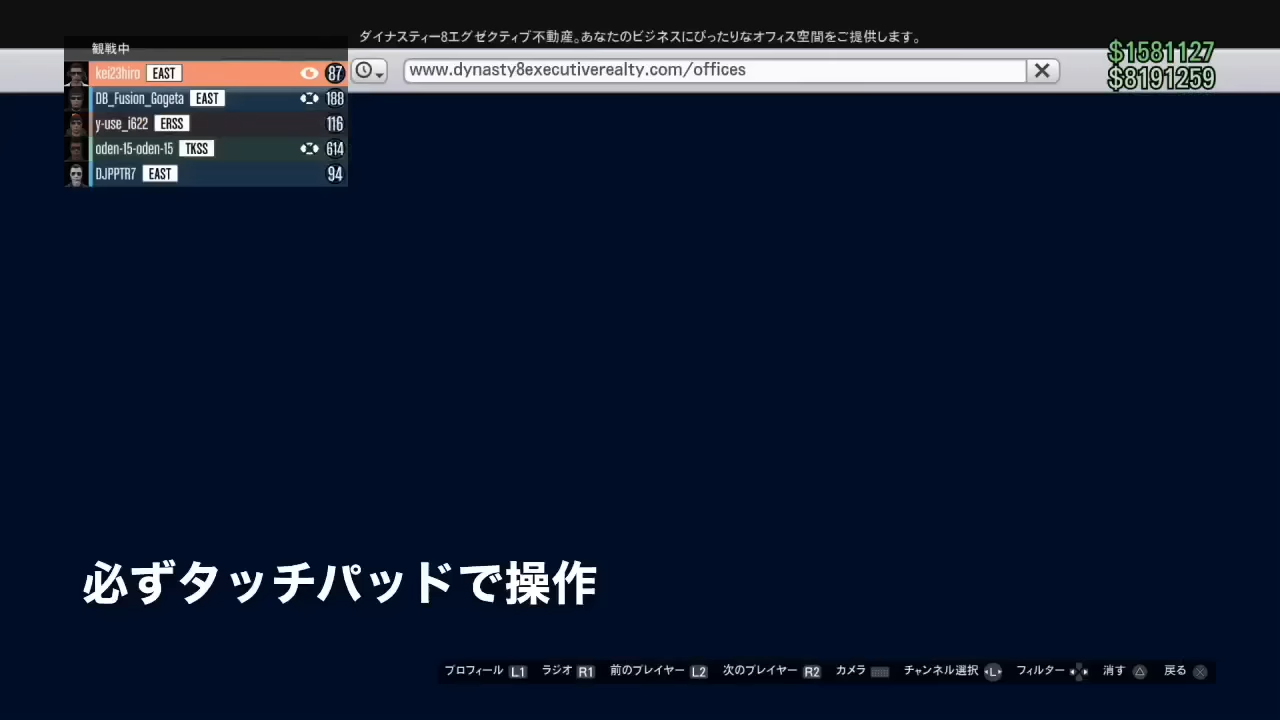 ダイナスティー8エグゼクティブ不動産。あなたのビジネスにぴったりなオフィス空間をご提供します。
観戦中
www.dynasty8executiverealty.com/offices
$1581127
$8191259
kei23hiro EAST 87
DB_Fusion_Gogeta EAST 188
y-use_i622 ERSS 116
oden-15-oden-15 TKSS 614
DJPPTR7 EAST 94
必ずタッチパッドで操作
プロフィール L1 ラジオ R1 前のプレイヤー L2 次のプレイヤー R2 カメラ チャンネル選択 L フィルター 消す 戻る